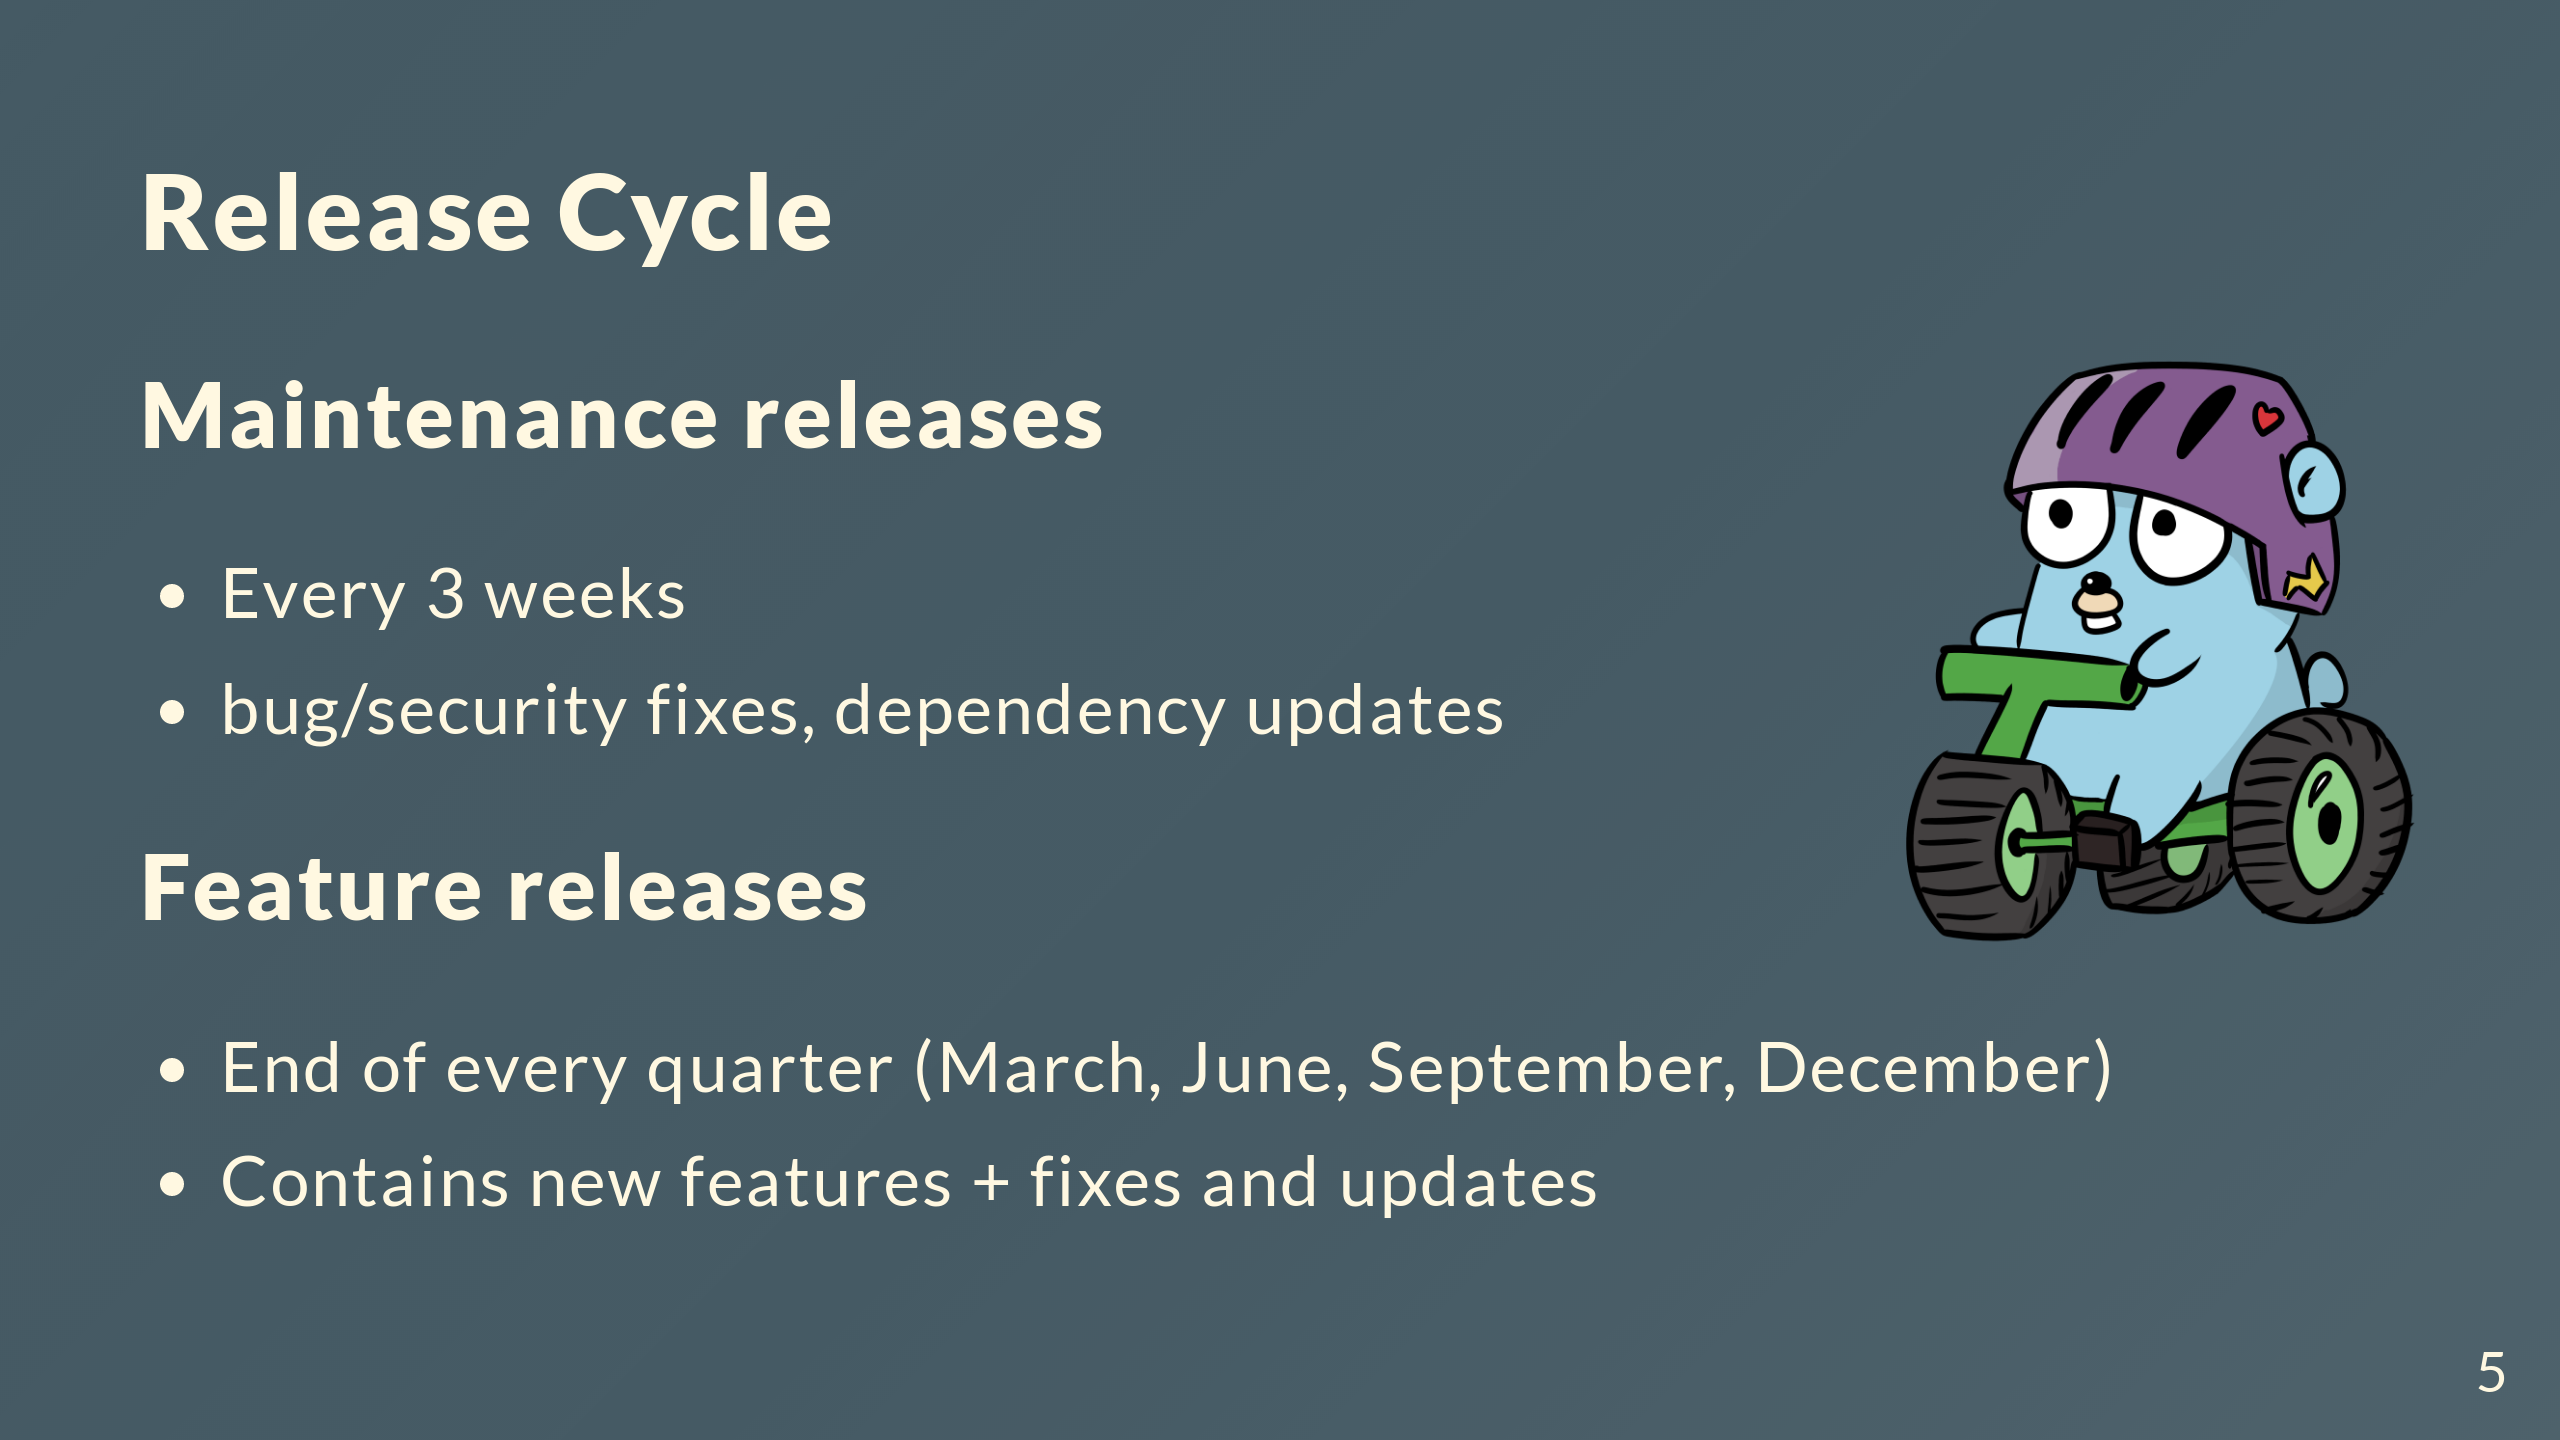 Release Cycle
Maintenance releases
• Every 3 weeks
• bug/security fixes, dependency updates
Feature releases
• End of every quarter (March, June, September, December)
• Contains new features + fixes and updates
5